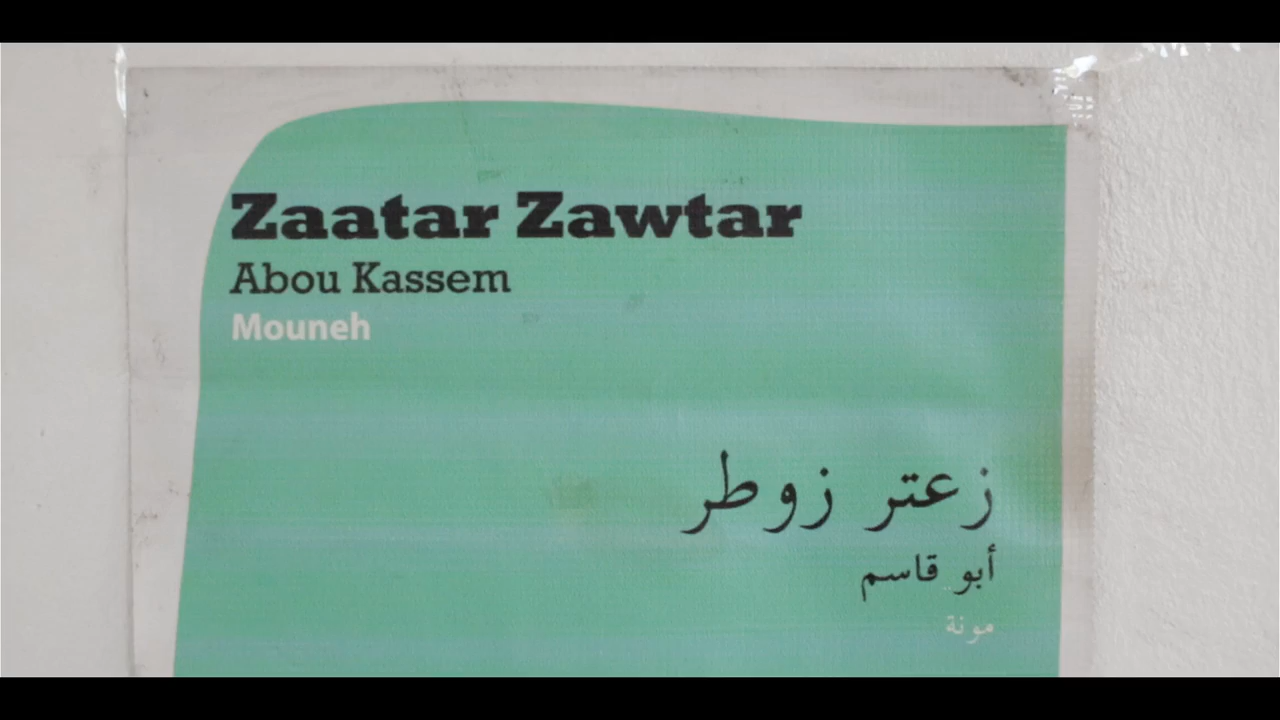 Zaatar Zawtar
Abou Kassem
Mouneh
زعتر زوطر
أبو قاسم
مونة